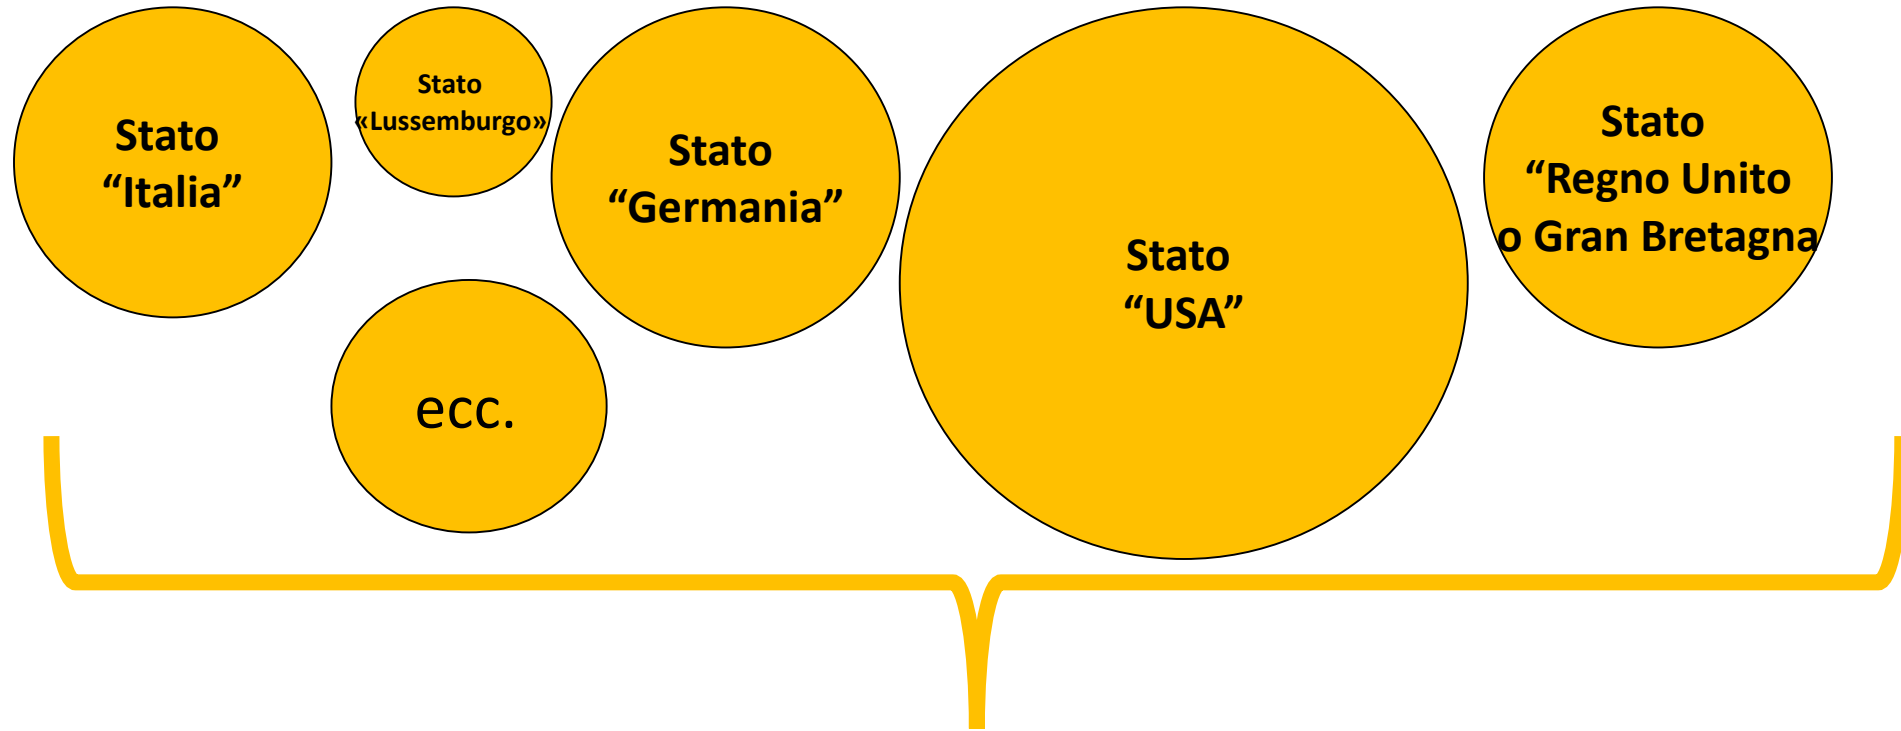 Stato
“Italia”
Stato
«Lussemburgo»
Stato
“Germania”
Stato
“USA”
Stato
“Regno Unito
o Gran Bretagna
ecc.